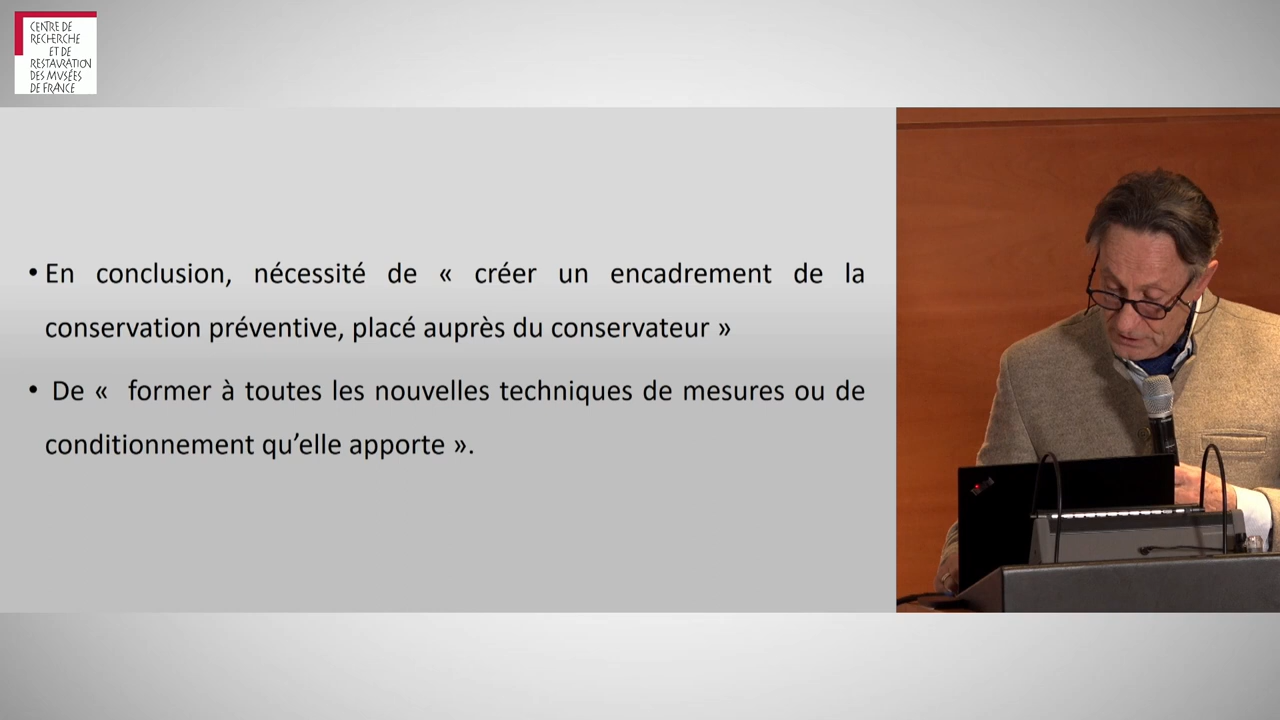 CENTRE DE
RECHERCHE
ET DE
RESTAURATION
DES MUSÉES
DE FRANCE
• En conclusion, nécessité de « créer un encadrement de la
conservation préventive, placé auprès du conservateur »
• De « former à toutes les nouvelles techniques de mesures ou de
conditionnement qu’elle apporte ».